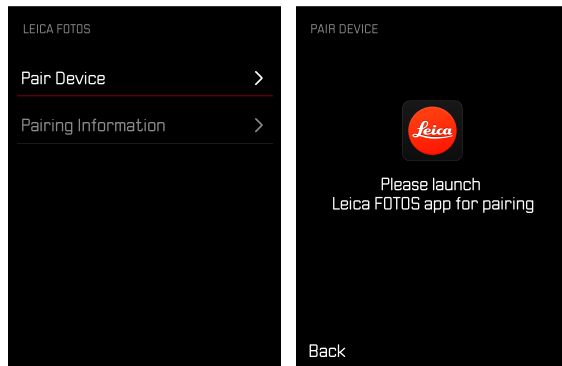 LEICA FOTOS
Pair Device
Pairing Information
PAIR DEVICE
Leica
Please launch
Leica FOTOS app for pairing
Back